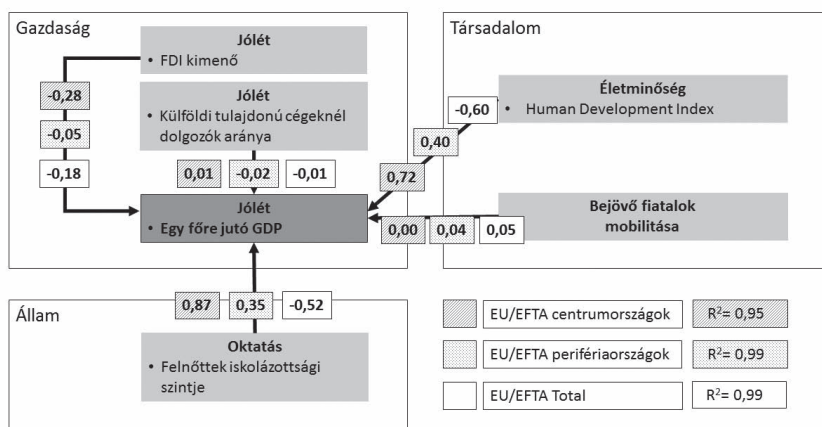 Gazdaság
Jólét
• FDI kimenő
Jólét
• Külföldi tulajdonú cégeknél
dolgozók aránya
-0,28
-0,05
-0,18
0,01
-0,02
-0,01
Jólét
• Egy főre jutó GDP
Társadalom
Életminőség
• Human Development Index
-0,60
0,40
0,72
Bejövő fiatalok
mobilitása
0,00
0,04
0,05
Állam
0,87
0,35
-0,52
Oktatás
• Felnőttek iskolázottsági
szintje
EU/EFTA centrumországok
R²= 0,95
EU/EFTA perifériaországok
R²= 0,99
EU/EFTA Total
R²= 0,99